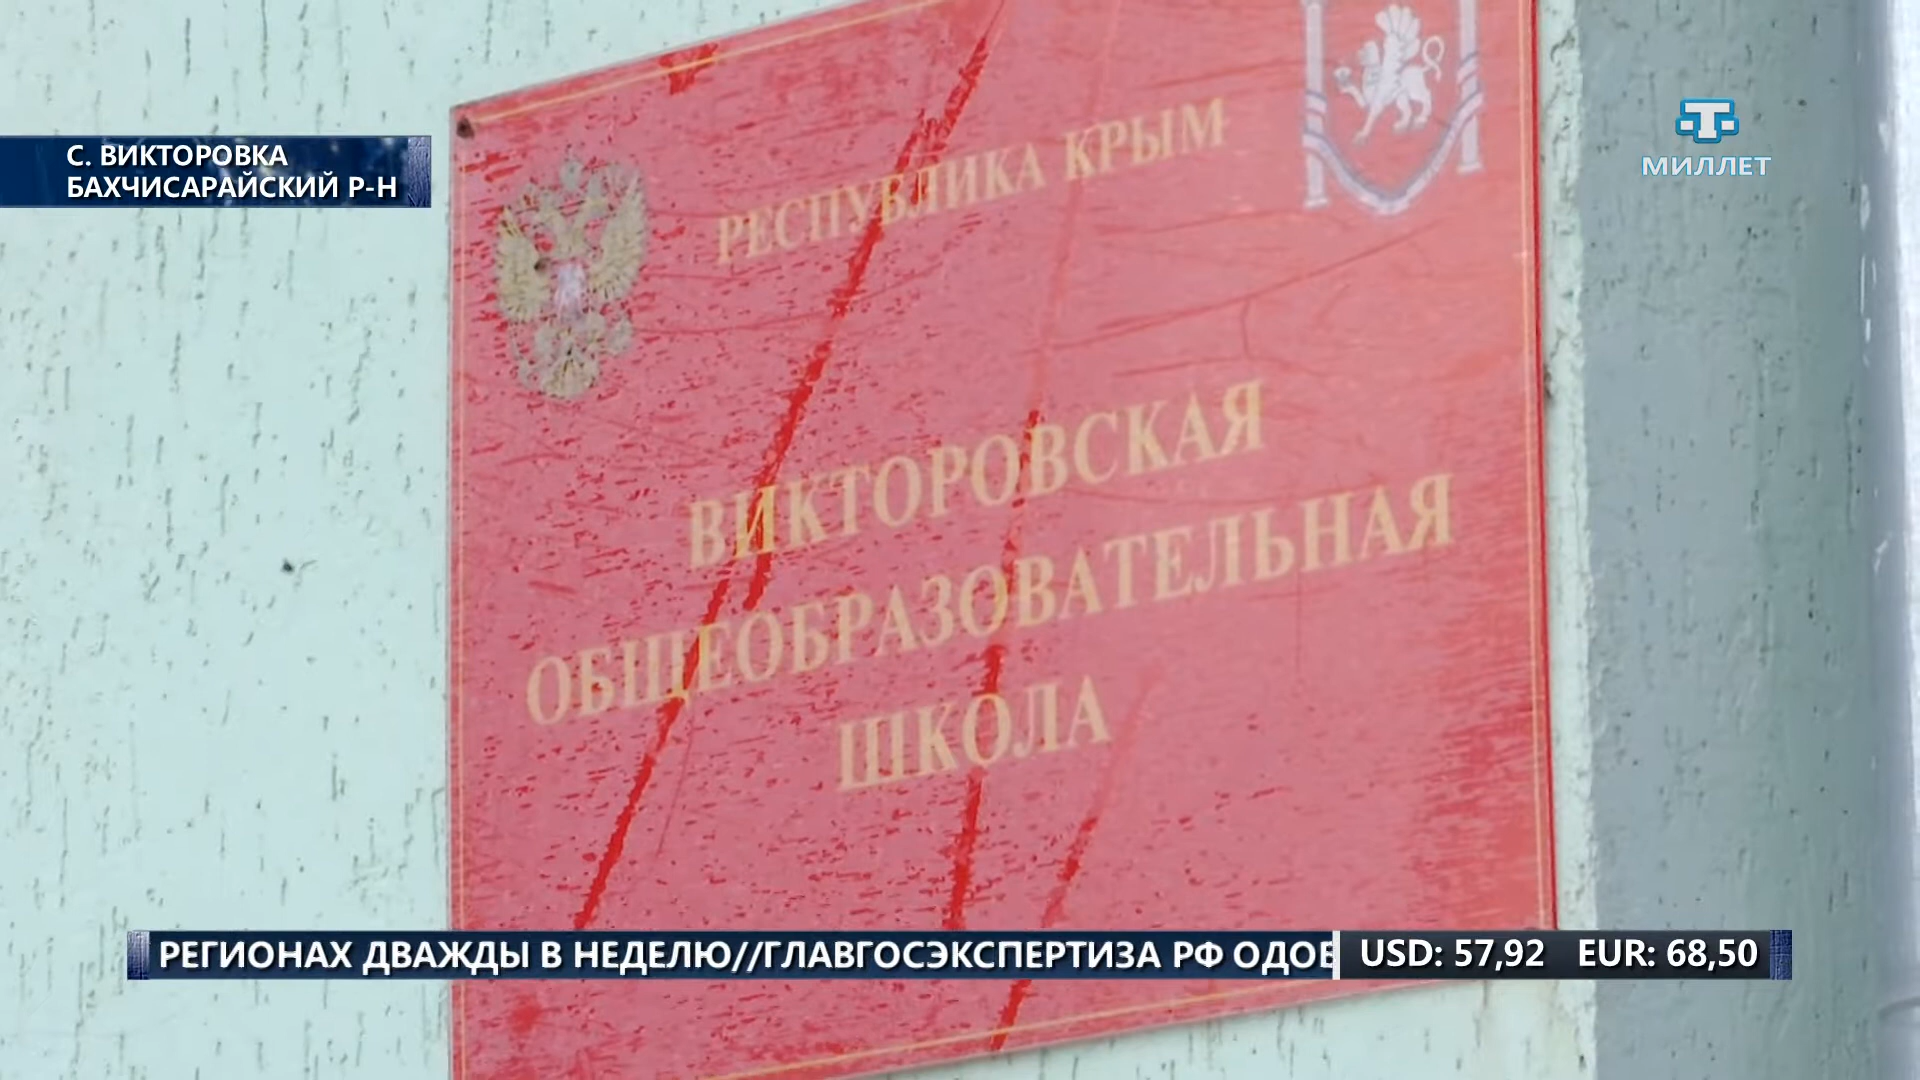 С. ВИКТОРОВКА
БАХЧИСАРАЙСКИЙ Р-Н
МИЛЛЕТ
РЕСПУБЛИКА КРЫМ
ВИКТОРОВСКАЯ
ОБЩЕОБРАЗОВАТЕЛЬНАЯ
ШКОЛА
РЕГИОНАХ ДВАЖДЫ В НЕДЕЛЮ//ГЛАВГОСЭКСПЕРТИЗА РФ ОДОБ
USD: 57,92 EUR: 68,50